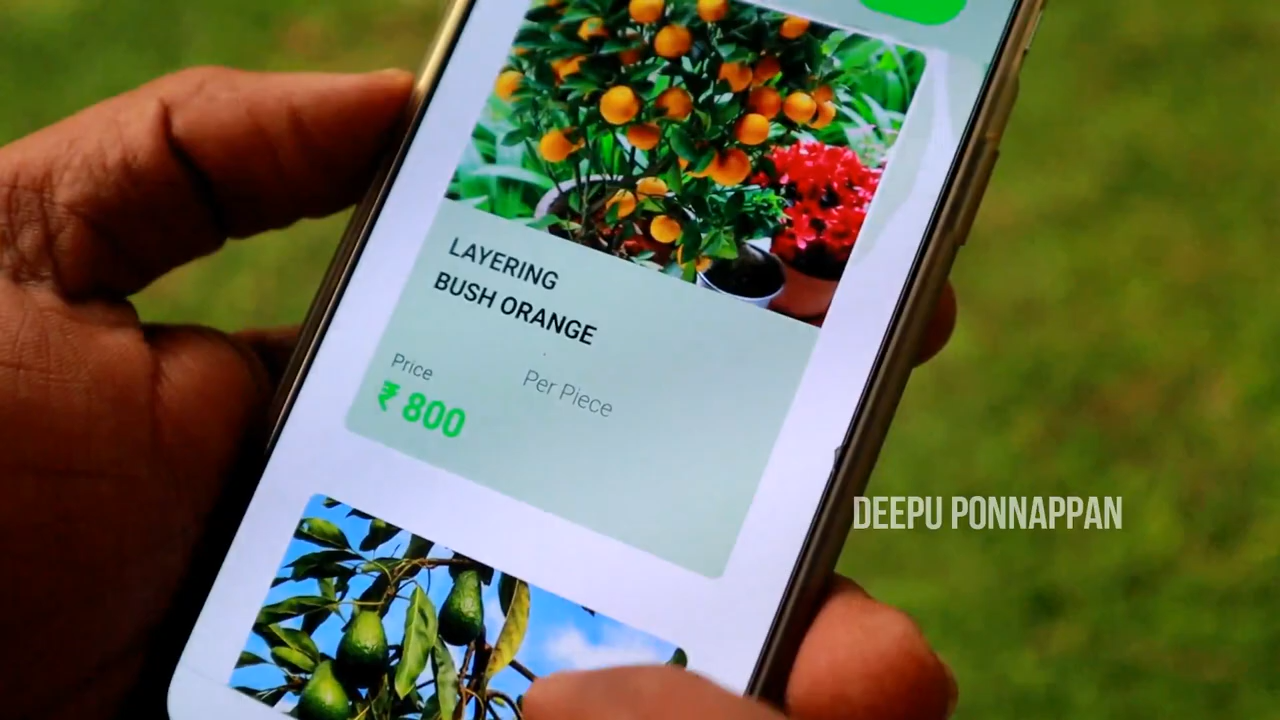 LAYERING
BUSH ORANGE
Price
Per Piece
₹ 800
DEEPU PONNAPPAN